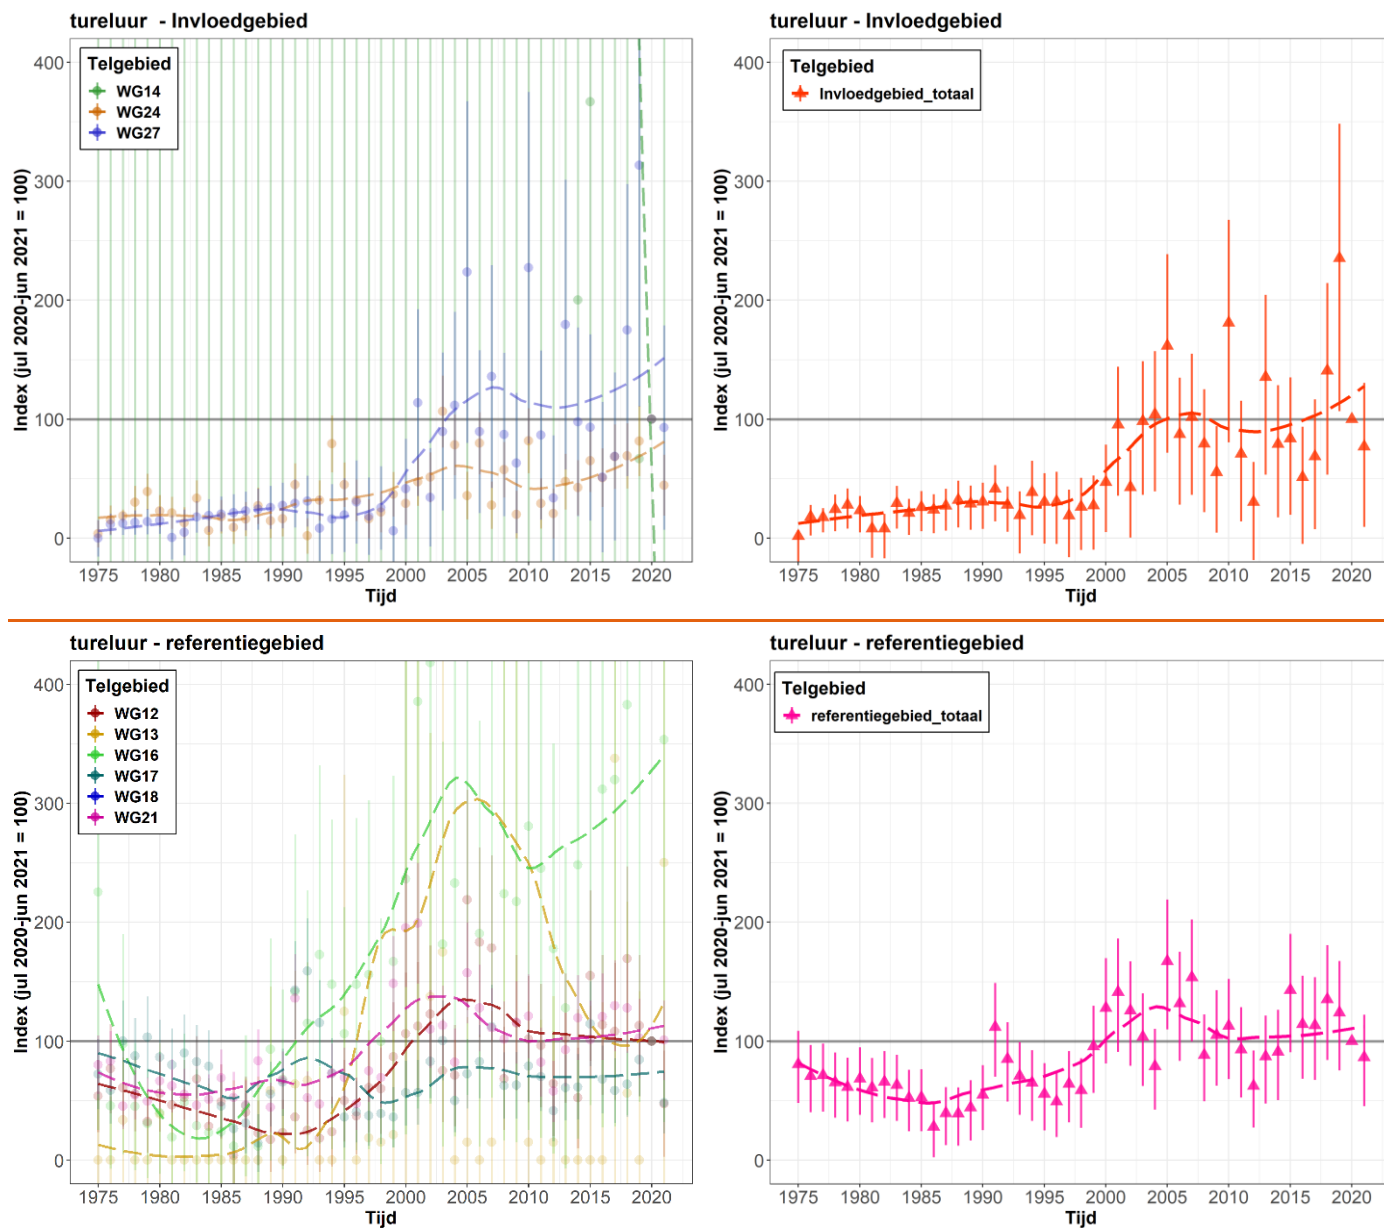 tureluur - Invloedgebied
Index (jul 2020-jun 2021 = 100)
400
300
200
100
0
Telgebied
WG14
WG24
WG27
1975 1980 1985 1990 1995 2000 2005 2010 2015 2020
Tijd
tureluur - Invloedgebied
Index (jul 2020-jun 2021 = 100)
400
300
200
100
0
Telgebied
Invloedgebied_totaal
1975 1980 1985 1990 1995 2000 2005 2010 2015 2020
Tijd
tureluur - referentiegebied
Index (jul 2020-jun 2021 = 100)
400
300
200
100
0
Telgebied
WG12
WG13
WG16
WG17
WG18
WG21
1975 1980 1985 1990 1995 2000 2005 2010 2015 2020
Tijd
tureluur - referentiegebied
Index (jul 2020-jun 2021 = 100)
400
300
200
100
0
Telgebied
referentiegebied_totaal
1975 1980 1985 1990 1995 2000 2005 2010 2015 2020
Tijd